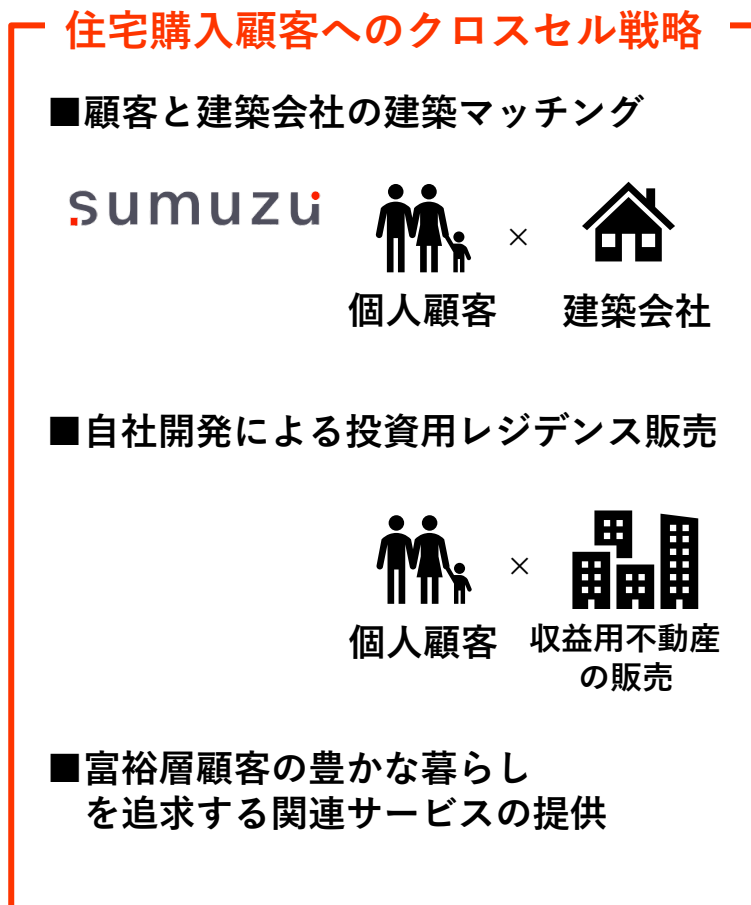 住宅購入顧客へのクロスセル戦略
■顧客と建築会社の建築マッチング
sumuzu
×
個人顧客 建築会社
■自社開発による投資用レジデンス販売
×
個人顧客 収益用不動産
の販売
■富裕層顧客の豊かな暮らし
を追求する関連サービスの提供